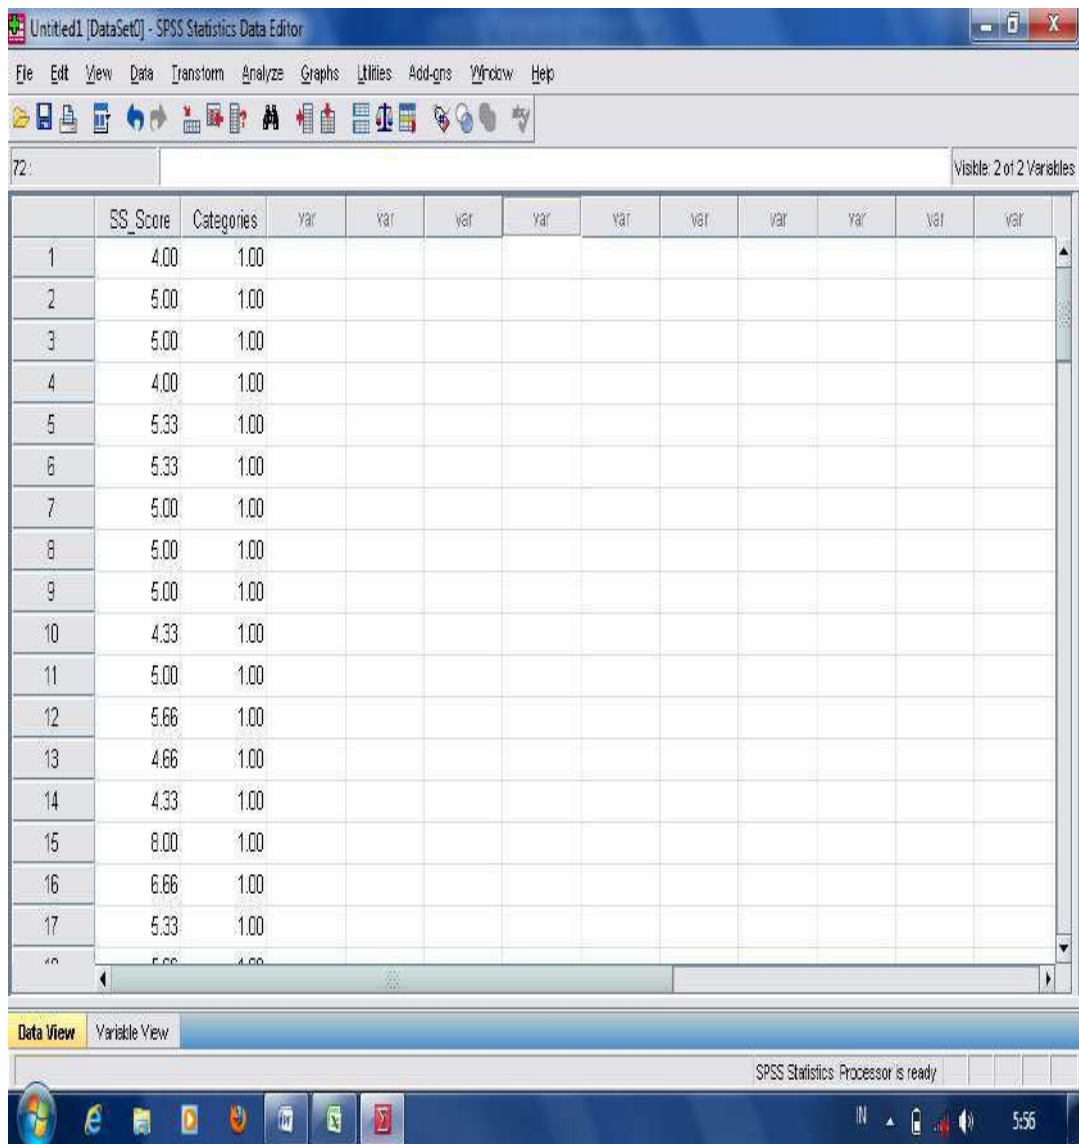 Untitled1 [DataSet0] - SPSS Statistics Data Editor
File Edit View Data Transform Analyze Graphs Utilities Add-ons Window Help
72 :
Visible: 2 of 2 Variables
SS_Score Categories var var var var var var var var var var
1 4.00 1.00
2 5.00 1.00
3 5.00 1.00
4 4.00 1.00
5 5.33 1.00
6 5.33 1.00
7 5.00 1.00
8 5.00 1.00
9 5.00 1.00
10 4.33 1.00
11 5.00 1.00
12 5.66 1.00
13 4.66 1.00
14 4.33 1.00
15 8.00 1.00
16 6.66 1.00
17 5.33 1.00
Data View Variable View
SPSS Statistics Processor is ready
IN 5:56